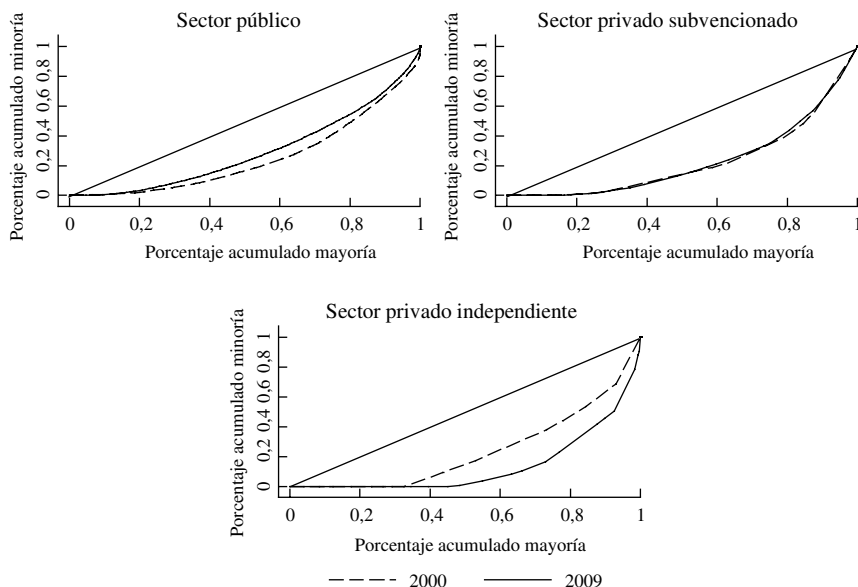 Sector público
Porcentaje acumulado minoría
0 0,2 0,4 0,6 0,8 1
0 0,2 0,4 0,6 0,8 1
Porcentaje acumulado mayoría
Sector privado subvencionado
Porcentaje acumulado minoría
0 0,2 0,4 0,6 0,8 1
0 0,2 0,4 0,6 0,8 1
Porcentaje acumulado mayoría
Sector privado independiente
Porcentaje acumulado minoría
0 0,2 0,4 0,6 0,8 1
0 0,2 0,4 0,6 0,8 1
Porcentaje acumulado mayoría
2000 2009